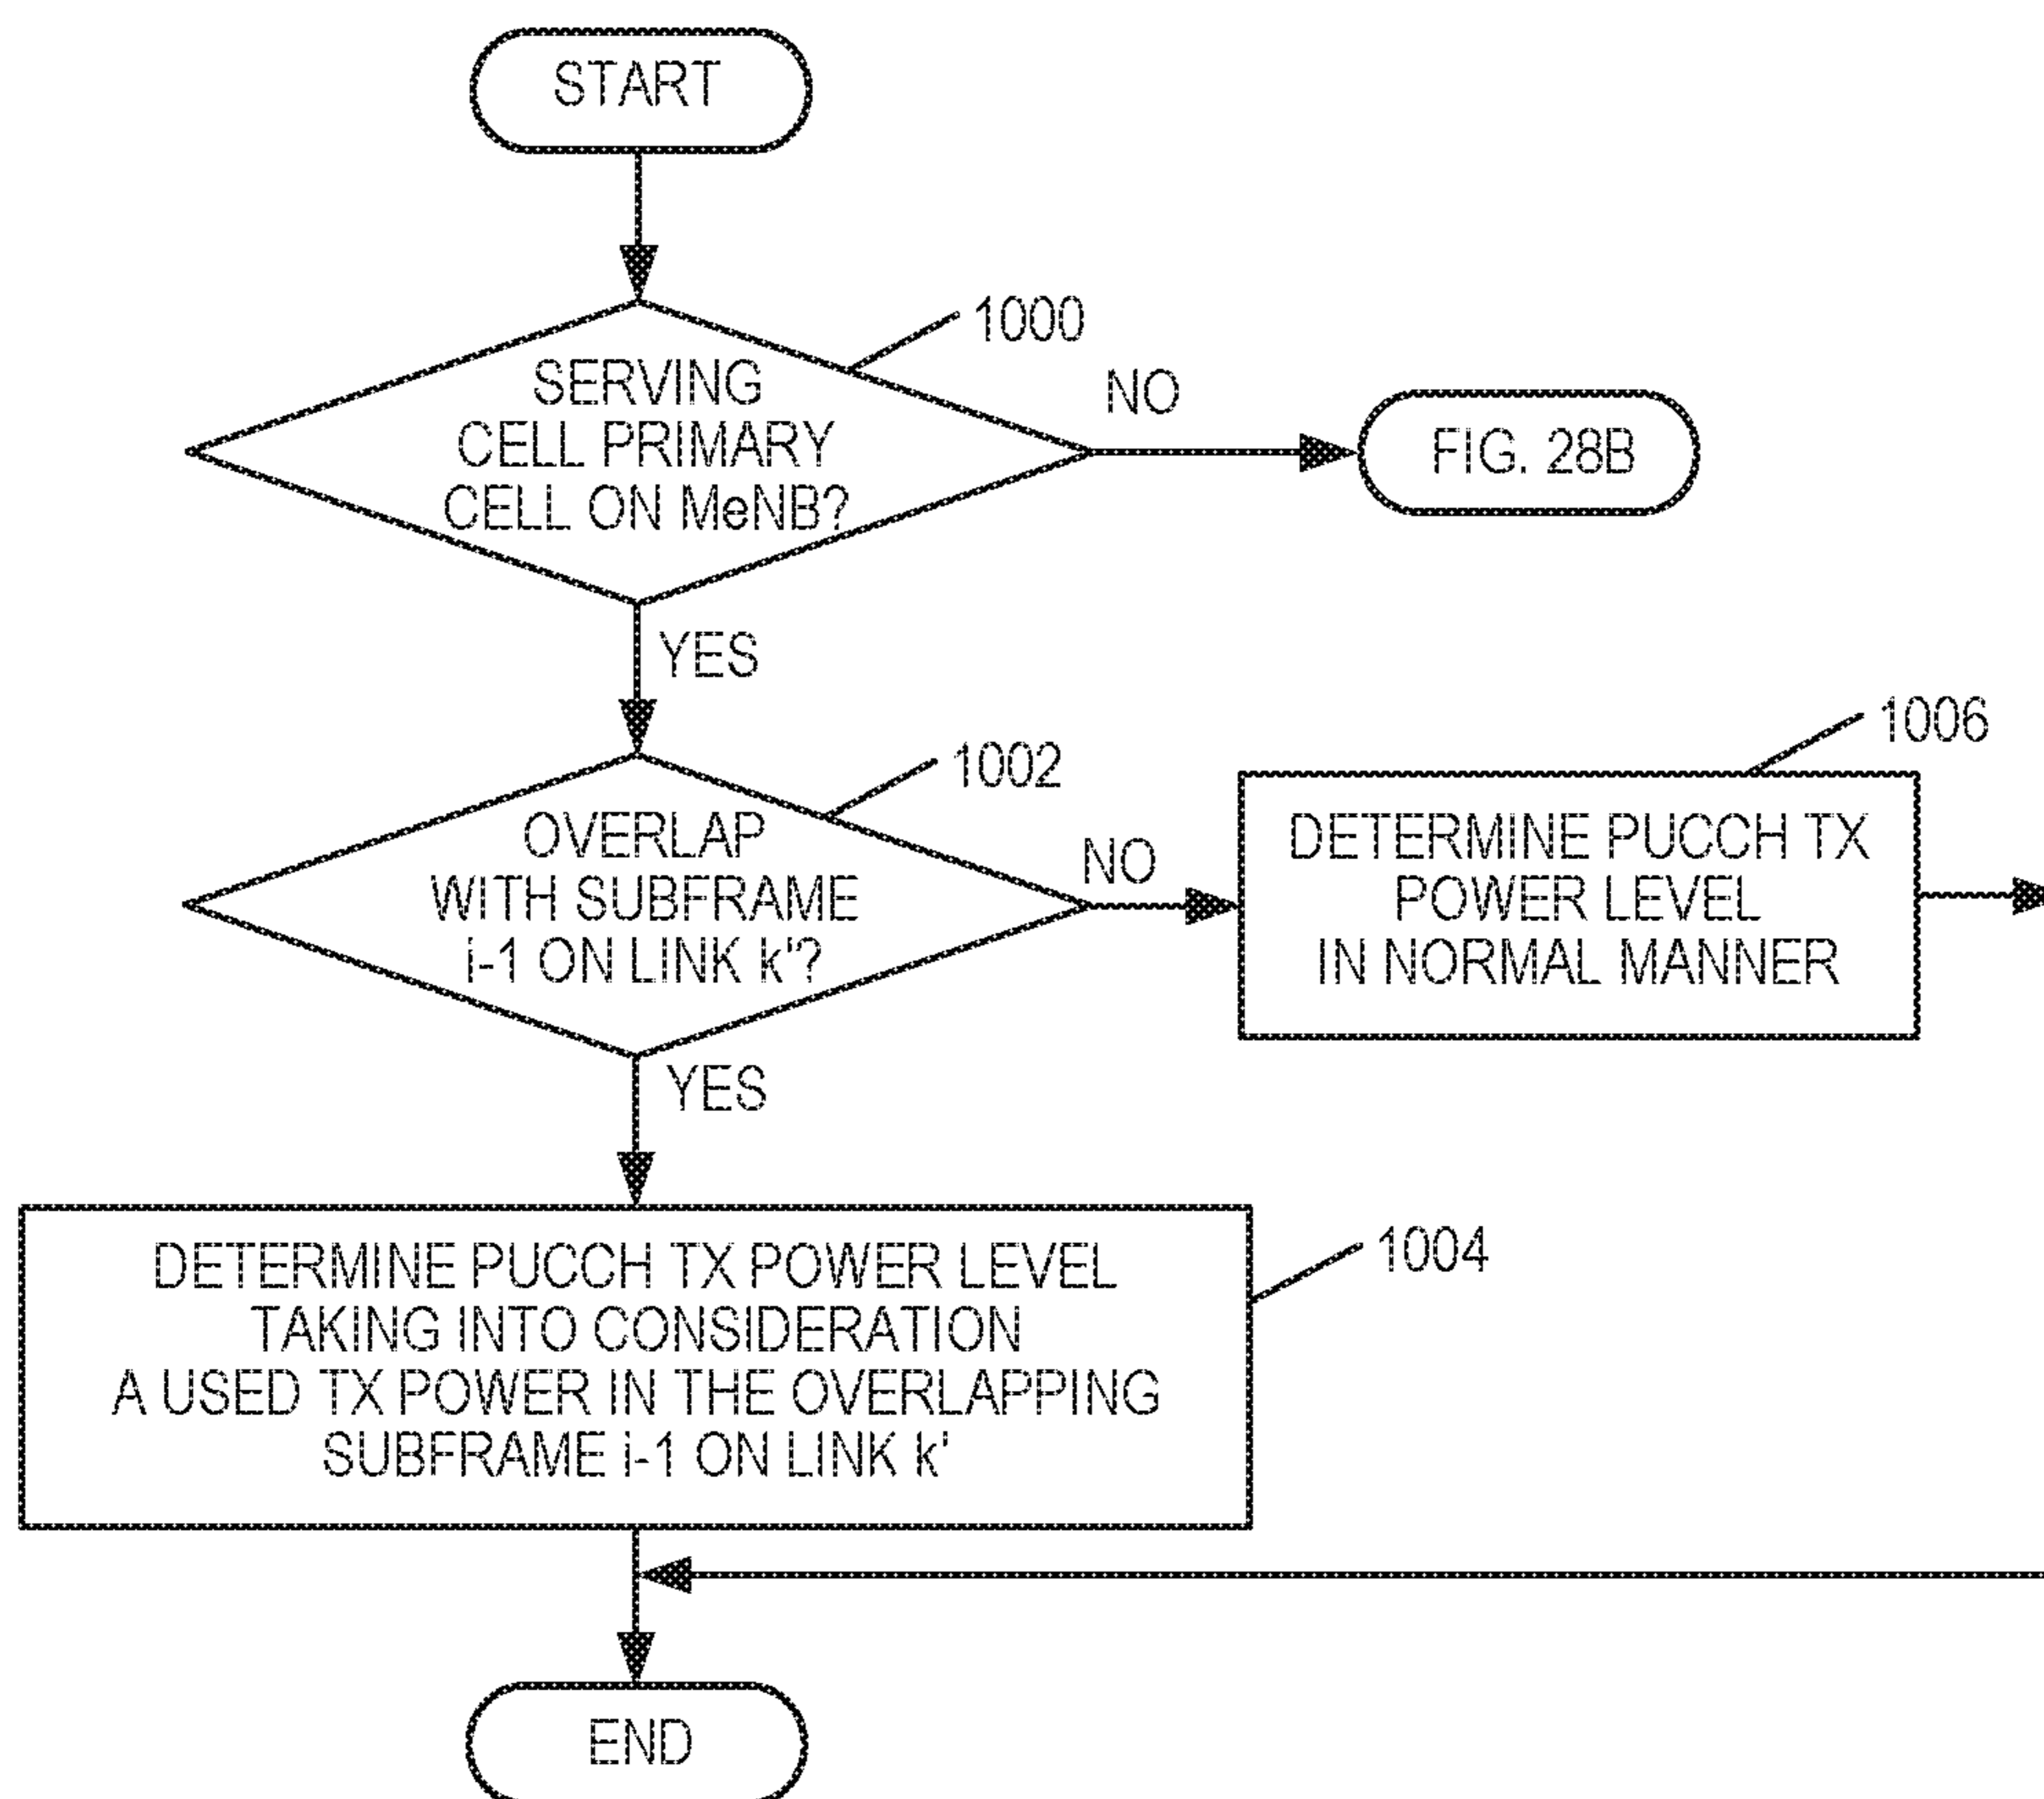 START
1000
SERVING
CELL PRIMARY
CELL ON MeNB?
NO
FIG. 28B
YES
1002
OVERLAP
WITH SUBFRAME
i-1 ON LINK k'?
NO
1006
DETERMINE PUCCH TX
POWER LEVEL
IN NORMAL MANNER
YES
1004
DETERMINE PUCCH TX POWER LEVEL
TAKING INTO CONSIDERATION
A USED TX POWER IN THE OVERLAPPING
SUBFRAME i-1 ON LINK k'
END